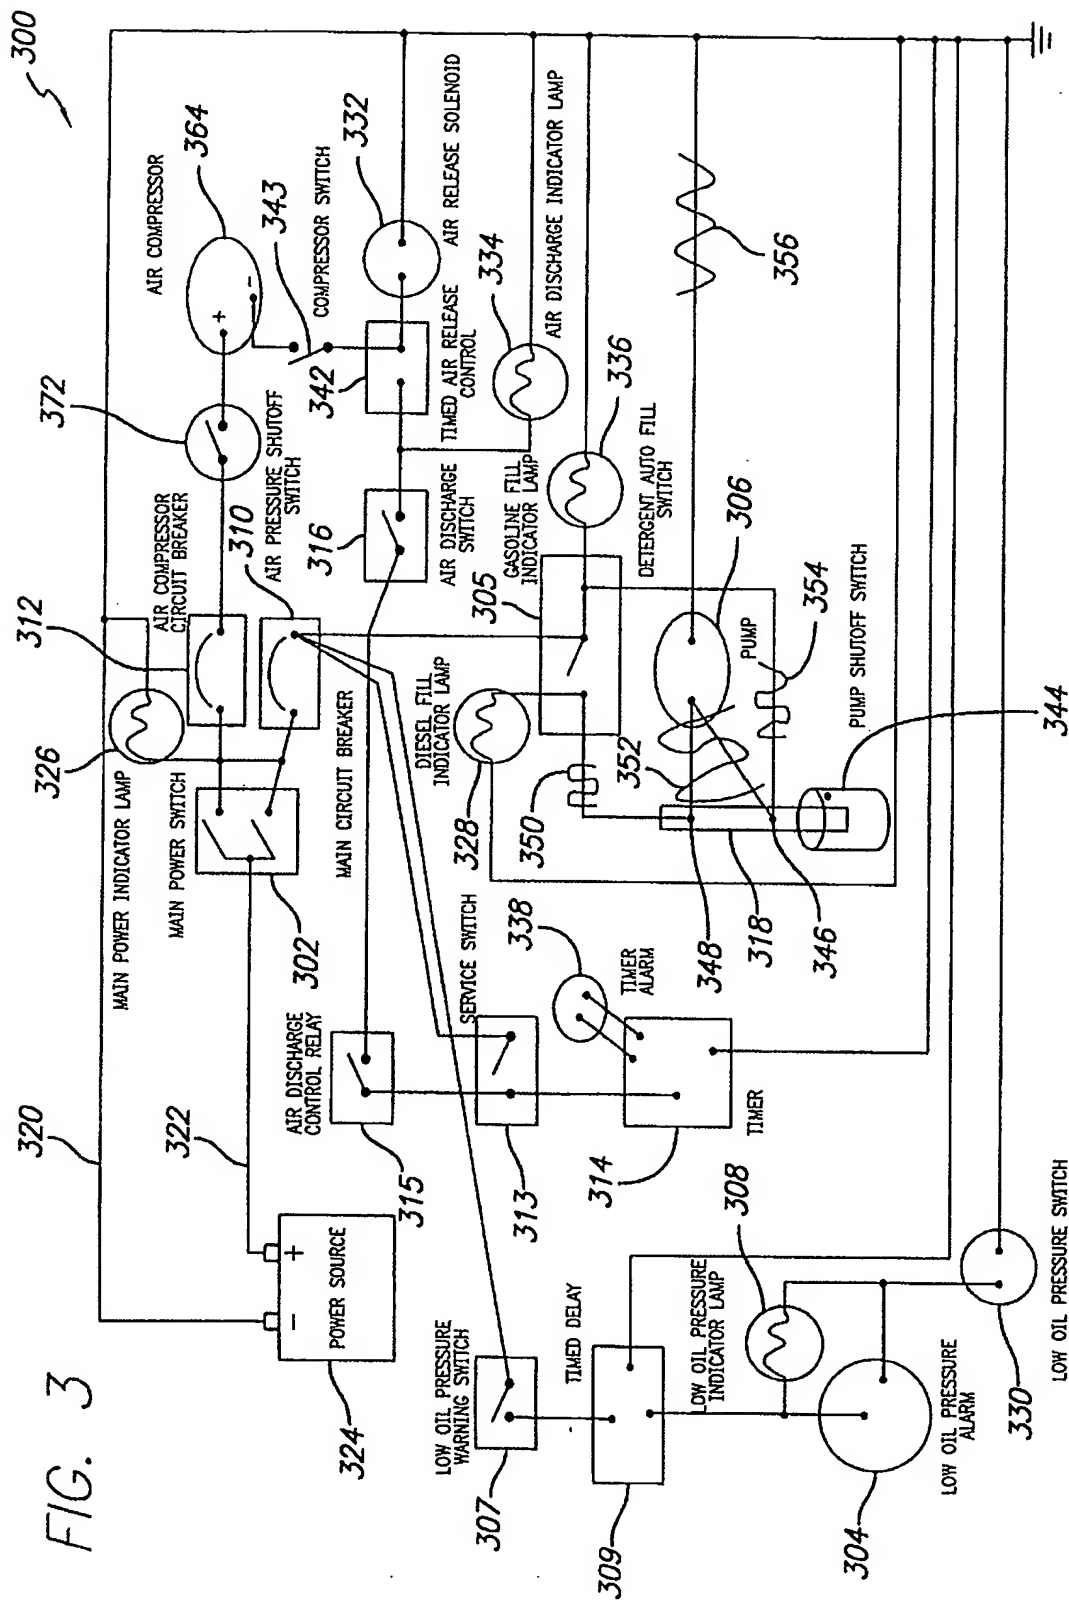 FIG. 3
300
320
322
324
POWER SOURCE
-
+
MAIN POWER INDICATOR LAMP
326
MAIN POWER SWITCH
302
312
AIR COMPRESSOR
CIRCUIT BREAKER
310
MAIN CIRCUIT BREAKER
372
AIR PRESSURE SHUTOFF
SWITCH
AIR COMPRESSOR
364
+
-
343
COMPRESSOR SWITCH
332
AIR RELEASE SOLENOID
342
TIMED AIR RELEASE
CONTROL
316
AIR DISCHARGE
SWITCH
334
AIR DISCHARGE INDICATOR LAMP
AIR DISCHARGE
CONTROL RELAY
315
SERVICE SWITCH
313
DIESEL FILL
INDICATOR LAMP
328
305
GASOLINE FILL
INDICATOR LAMP
336
DETERGENT AUTO FILL
SWITCH
350
352
306
PUMP
356
354
PUMP SHUTOFF SWITCH
344
348
318
346
338
TIMER
ALARM
314
TIMER
LOW OIL PRESSURE
WARNING SWITCH
307
TIMED DELAY
309
LOW OIL PRESSURE
INDICATOR LAMP
308
304
LOW OIL PRESSURE
ALARM
330
LOW OIL PRESSURE SWITCH